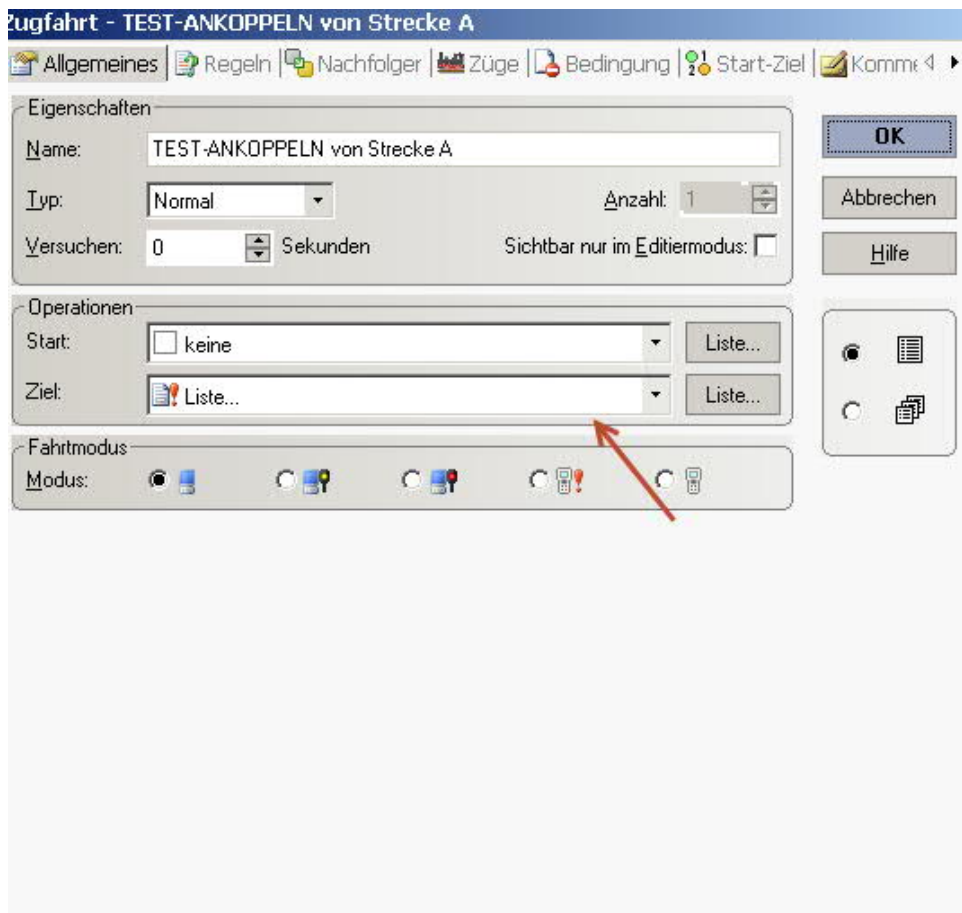 Zugfahrt - TEST-ANKOPPELN von Strecke A
Allgemeines Regeln Nachfolger Züge Bedingung Start-Ziel Komme
Eigenschaften
Name: TEST-ANKOPPELN von Strecke A
OK
Typ: Normal Anzahl: 1
Abbrechen
Versuchen: 0 Sekunden Sichtbar nur im Editiermodus:
Hilfe
Operationen
Start: keine Liste...
Ziel: Liste... Liste...
Fahrtmodus
Modus: